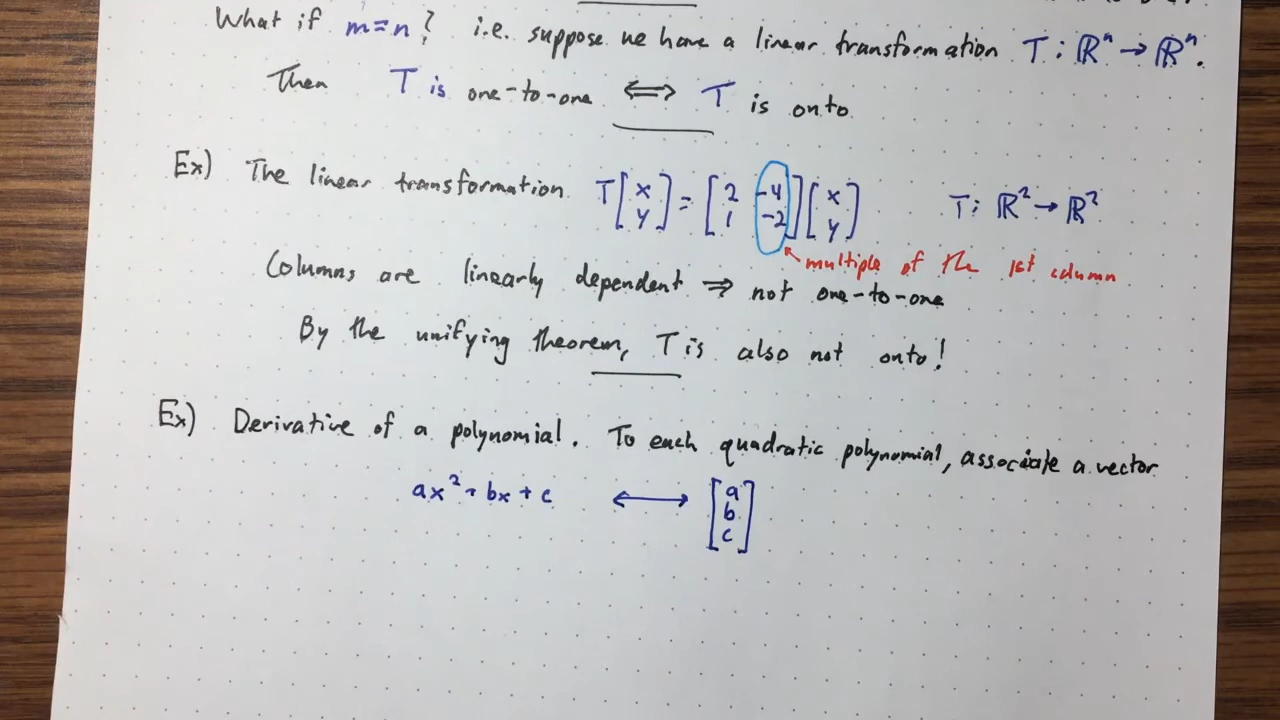 What if m=n? i.e. suppose we have a linear transformation T: ℝⁿ → ℝⁿ.
Then T is one-to-one ⟺ T is onto
Ex) The linear transformation T[x y] = [2 -4; 1 -2][x y] T: ℝ² → ℝ²
multiple of the 1st column
Columns are linearly dependent ⇒ not one-to-one
By the unifying theorem, T is also not onto!
Ex) Derivative of a polynomial. To each quadratic polynomial, associate a vector
ax² + bx + c ⟷ [a b c]